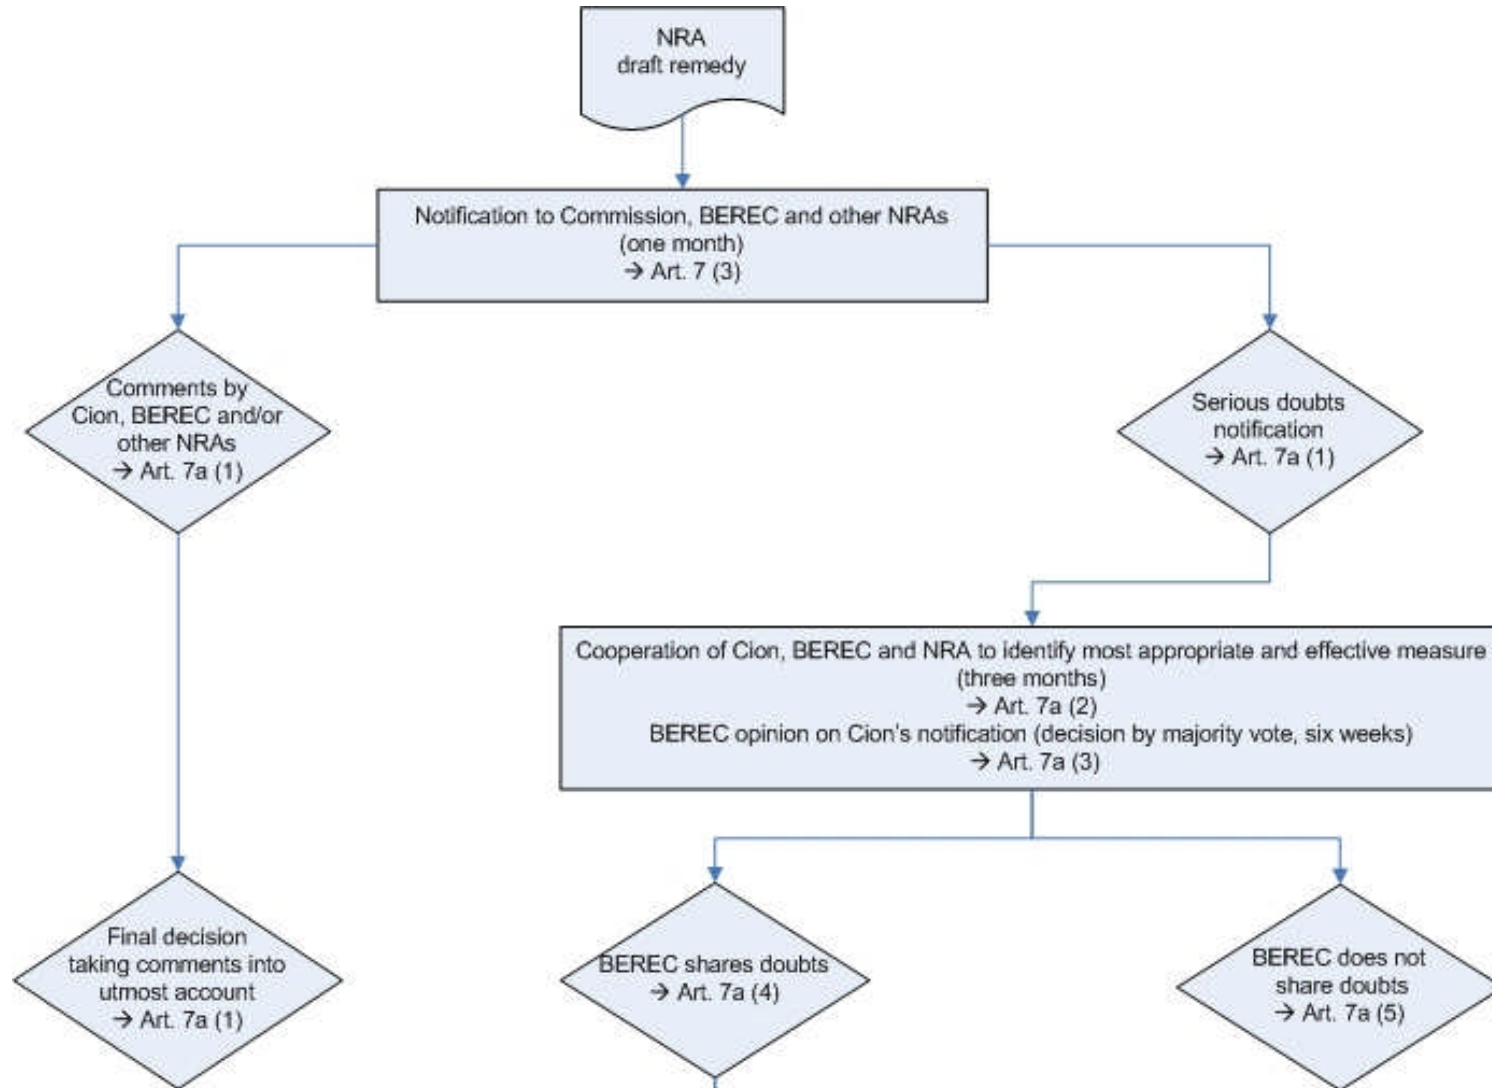 NRA
draft remedy
Notification to Commission, BEREC and other NRAs
(one month)
→ Art. 7 (3)
Comments by
Cion, BEREC and/or
other NRAs
→ Art. 7a (1)
Serious doubts
notification
→ Art. 7a (1)
Cooperation of Cion, BEREC and NRA to identify most appropriate and effective measure
(three months)
→ Art. 7a (2)
BEREC opinion on Cion's notification (decision by majority vote, six weeks)
→ Art. 7a (3)
Final decision
taking comments into
utmost account
→ Art. 7a (1)
BEREC shares doubts
→ Art. 7a (4)
BEREC does not
share doubts
→ Art. 7a (5)